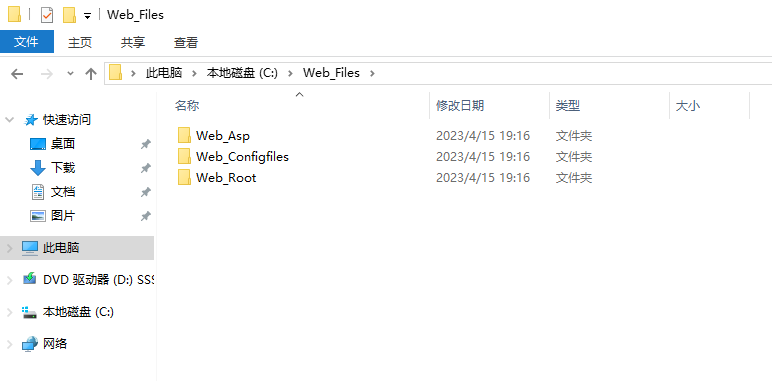 Web_Files
文件 主页 共享 查看
此电脑 本地磁盘 (C:) Web_Files
名称 修改日期 类型 大小
快速访问
桌面
下载
文档
图片
此电脑
DVD 驱动器 (D:) SSS
本地磁盘 (C:)
网络
Web_Asp 2023/4/15 19:16 文件夹
Web_Configfiles 2023/4/15 19:16 文件夹
Web_Root 2023/4/15 19:16 文件夹